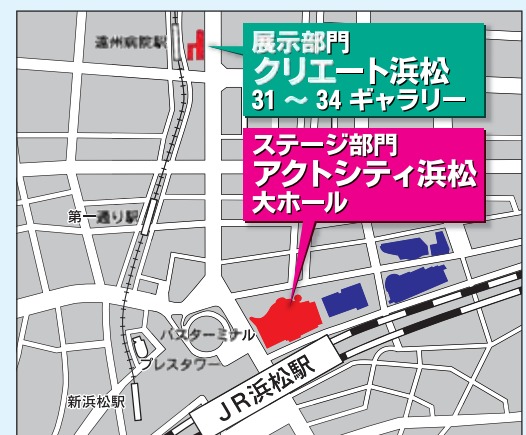 遠州病院駅
展示部門
クリエート浜松
31 ～ 34 ギャラリー
ステージ部門
アクトシティ浜松
大ホール
第一通り駅
バスターミナル
プレスタワー
新浜松駅
JR浜松駅